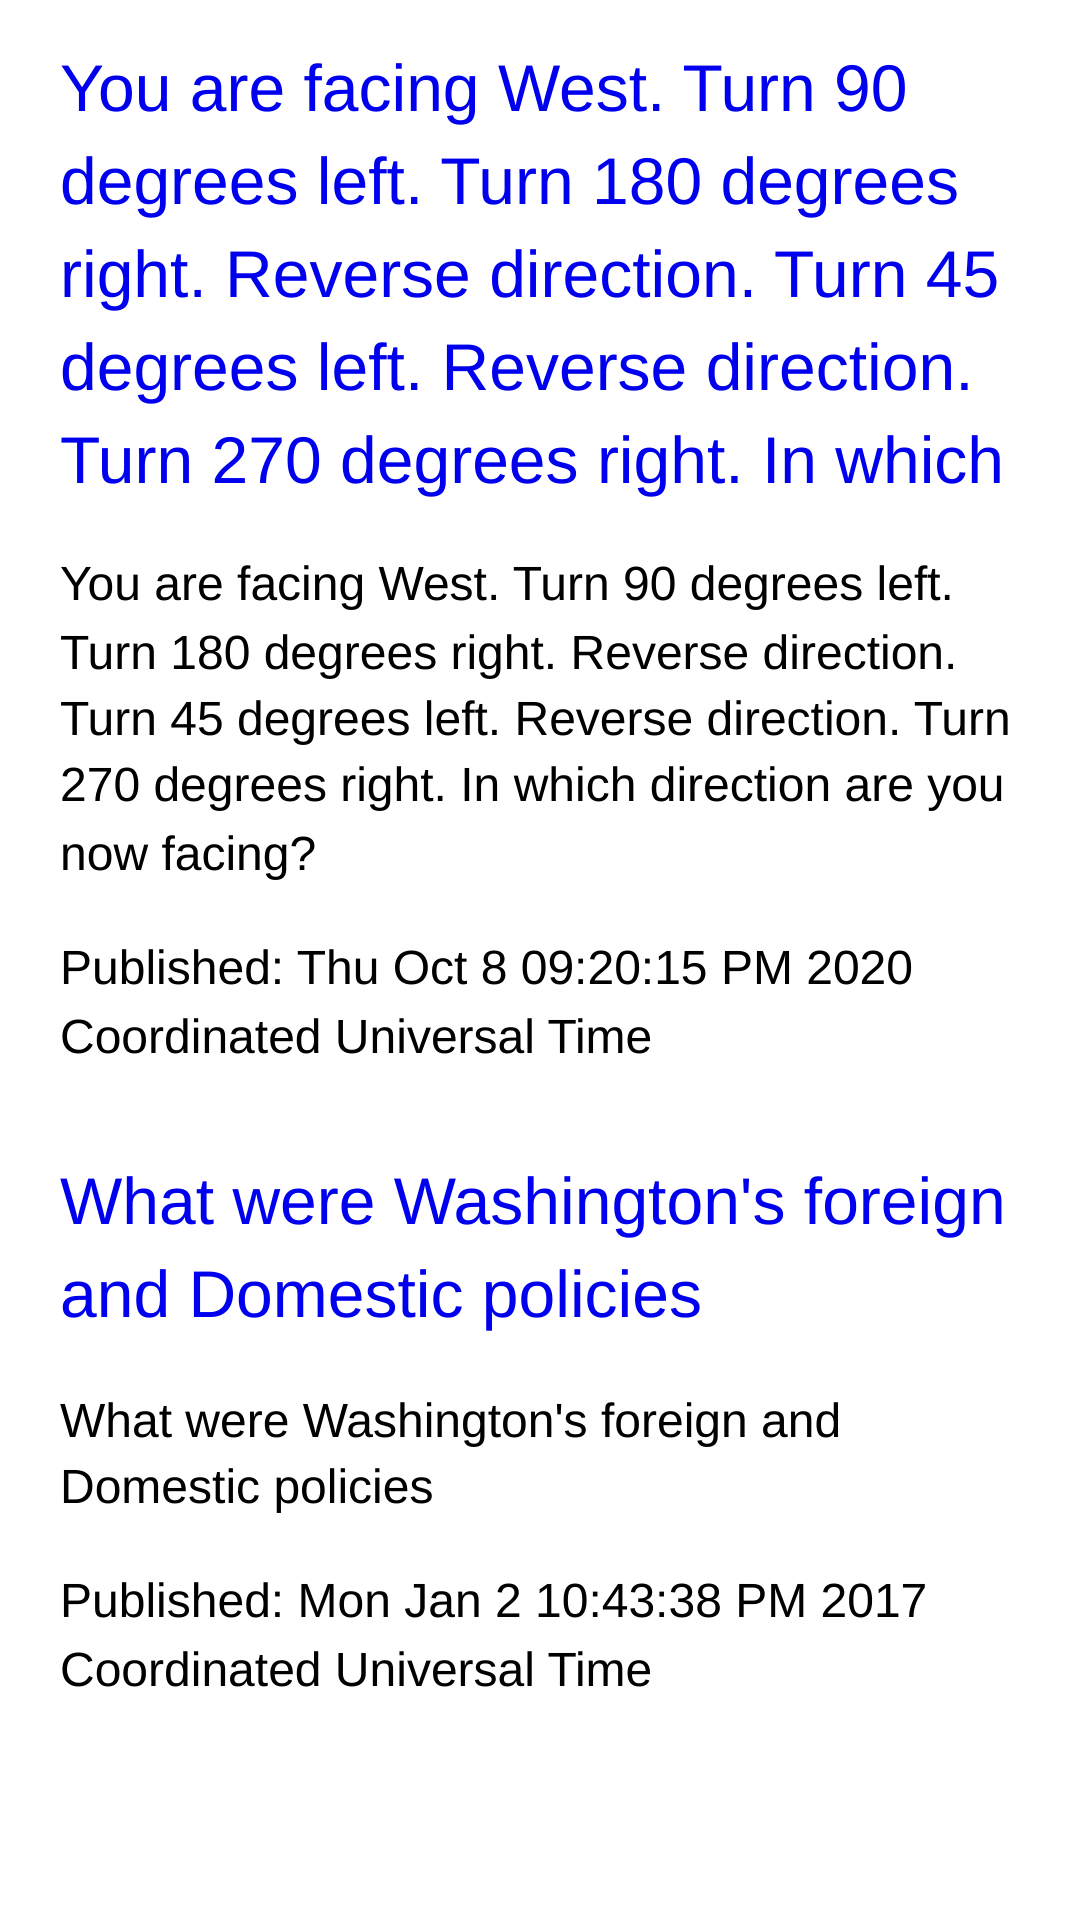 You are facing West. Turn 90
degrees left. Turn 180 degrees
right. Reverse direction. Turn 45
degrees left. Reverse direction.
Turn 270 degrees right. In which
You are facing West. Turn 90 degrees left.
Turn 180 degrees right. Reverse direction.
Turn 45 degrees left. Reverse direction. Turn
270 degrees right. In which direction are you
now facing?
Published: Thu Oct 8 09:20:15 PM 2020
Coordinated Universal Time
What were Washington's foreign
and Domestic policies
What were Washington's foreign and
Domestic policies
Published: Mon Jan 2 10:43:38 PM 2017
Coordinated Universal Time